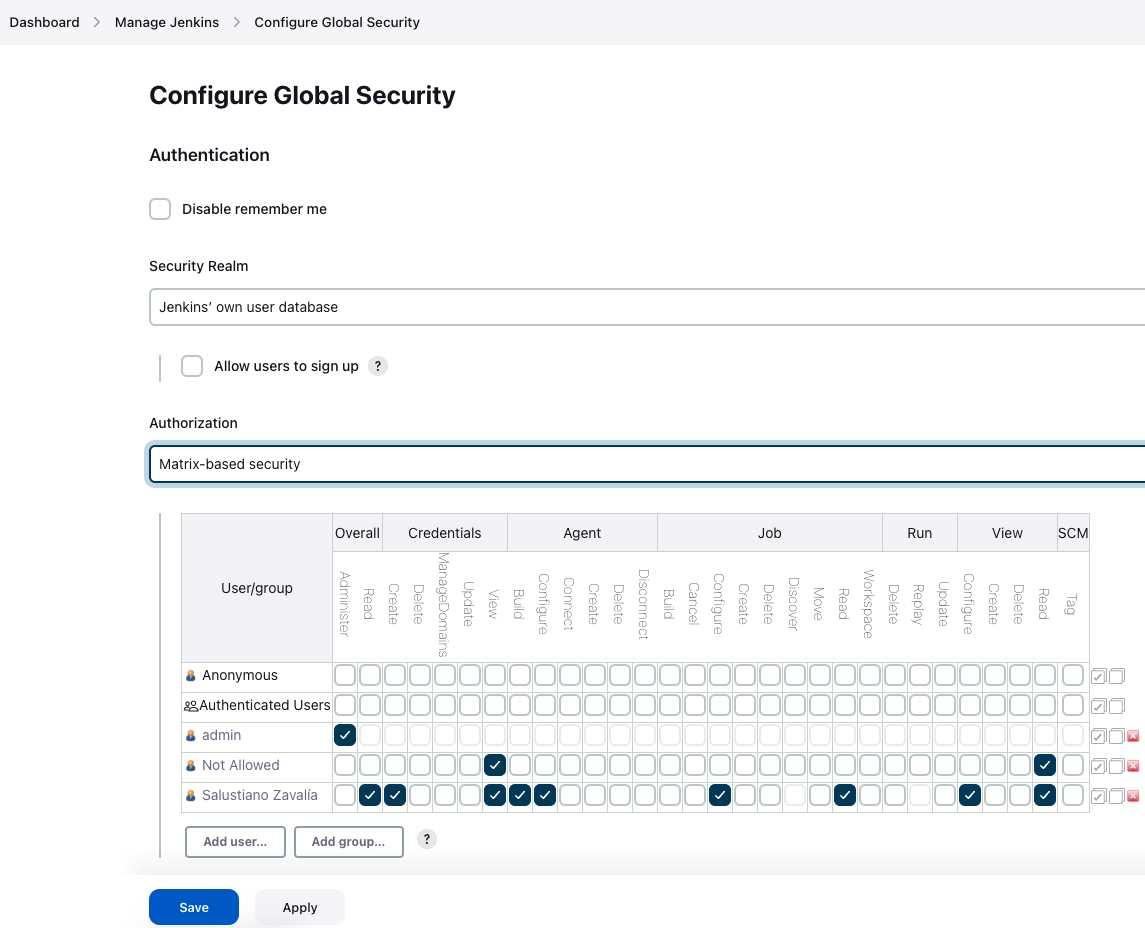 Dashboard > Manage Jenkins > Configure Global Security
Configure Global Security
Authentication
Disable remember me
Security Realm
Jenkins' own user database
Allow users to sign up ?
Authorization
Matrix-based security
User/group Overall Credentials Agent Job Run View SCM
Administer Read Create Delete ManageDomains Update View Build Configure Connect Create Delete Disconnect Build Cancel Configure Create Delete Discover Move Read Workspace Delete Replay Update Configure Create Delete Read Tag
Anonymous
Authenticated Users
admin
Not Allowed
Salustiano Zavalía
Add user... Add group... ?
Save Apply